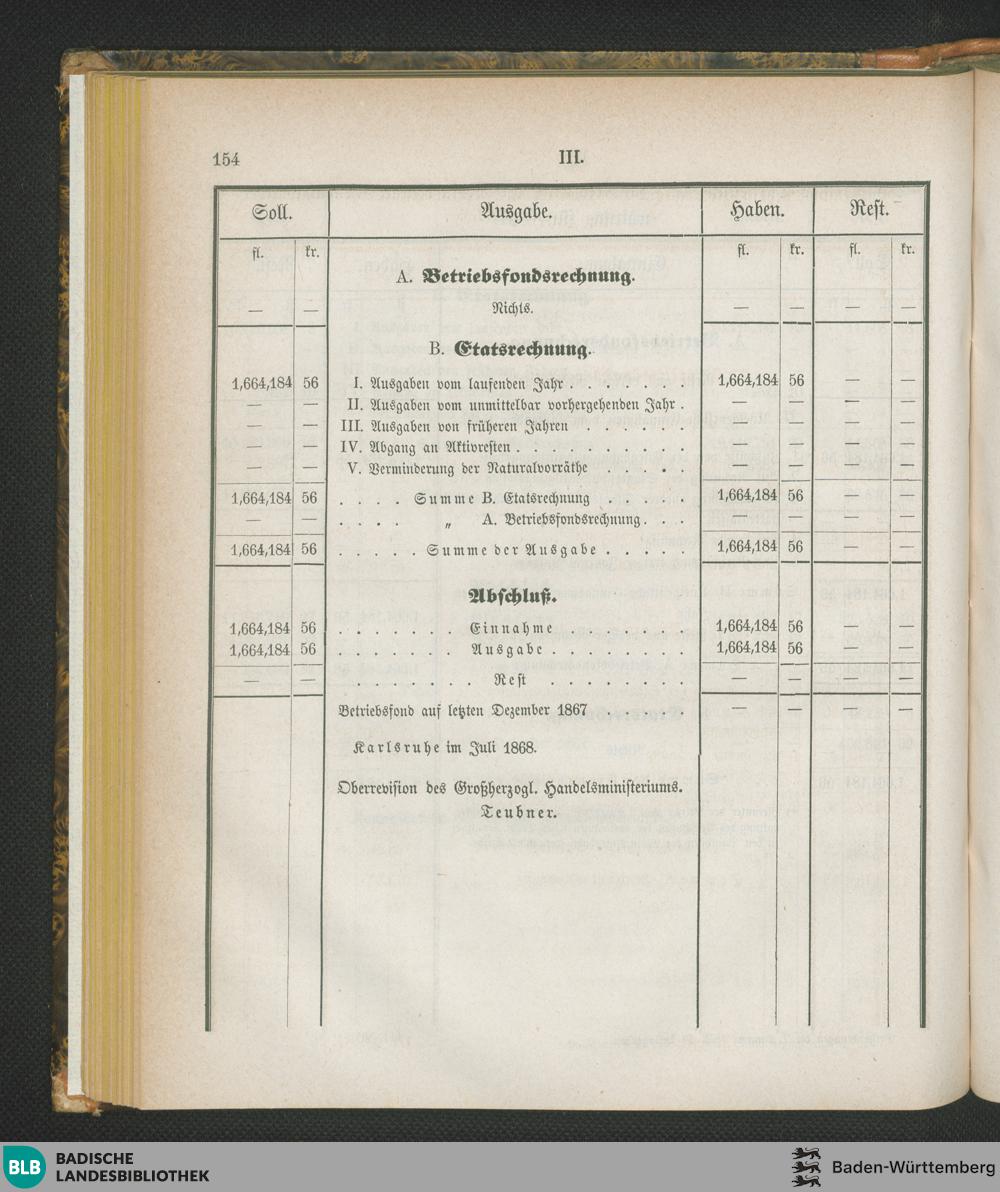 154 III.
Soll. Ausgabe. Haben. Rest.
fl. kr. fl. kr. fl. kr.
A. Betriebsfondsrechnung.
— — Nichts. — — — —
B. Etatsrechnung.
1,664,184 56 I. Ausgaben vom laufenden Jahr . . . . . . 1,664,184 56 — —
— — II. Ausgaben vom unmittelbar vorhergehenden Jahr . — — — —
— — III. Ausgaben von früheren Jahren . . . . . . — — — —
— — IV. Abgang an Aktivresten . . . . . . . . — — — —
— — V. Verminderung der Naturalvorräthe . . . . — — — —
1,664,184 56 . . . . Summe B. Etatsrechnung . . . . . 1,664,184 56 — —
— — . . . . „ A. Betriebsfondsrechnung . . . — — — —
1,664,184 56 . . . . . Summe der Ausgabe . . . . . 1,664,184 56 — —
Abschluß.
1,664,184 56 . . . . . . Einnahme . . . . . . . 1,664,184 56 — —
1,664,184 56 . . . . . . Ausgabe . . . . . . . 1,664,184 56 — —
— — . . . . . . . Rest . . . . . . . . — — — —
Betriebsfond auf letzten Dezember 1867 — — — —
Karlsruhe im Juli 1868.
Oberrevision des Großherzogl. Handelsministeriums.
Teubner.
BLB BADISCHE
LANDESBIBLIOTHEK
Baden-Württemberg